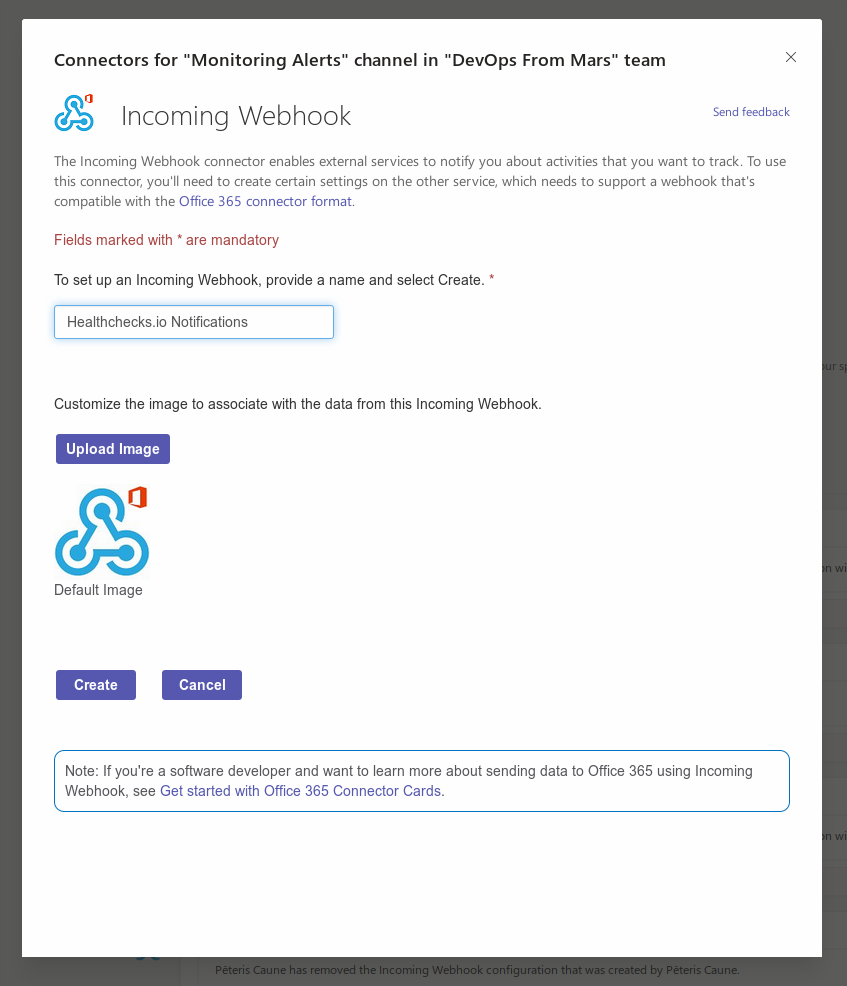 Connectors for "Monitoring Alerts" channel in "DevOps From Mars" team
Incoming Webhook
Send feedback
The Incoming Webhook connector enables external services to notify you about activities that you want to track. To use
this connector, you'll need to create certain settings on the other service, which needs to support a webhook that's
compatible with the Office 365 connector format.
Fields marked with * are mandatory
To set up an Incoming Webhook, provide a name and select Create. *
Healthchecks.io Notifications
Customize the image to associate with the data from this Incoming Webhook.
Upload Image
Default Image
Create
Cancel
Note: If you're a software developer and want to learn more about sending data to Office 365 using Incoming
Webhook, see Get started with Office 365 Connector Cards.
Pēteris Caune has removed the Incoming Webhook configuration that was created by Pēteris Caune.